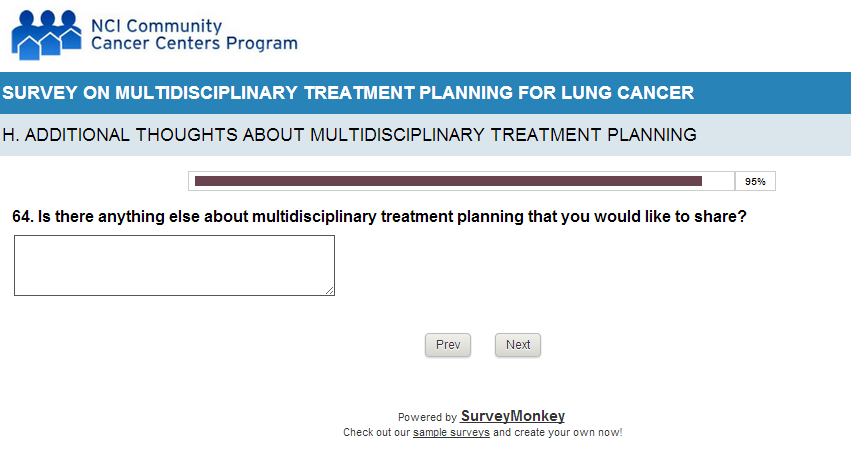 NCI Community
Cancer Centers Program
SURVEY ON MULTIDISCIPLINARY TREATMENT PLANNING FOR LUNG CANCER
H. ADDITIONAL THOUGHTS ABOUT MULTIDISCIPLINARY TREATMENT PLANNING
95%
64. Is there anything else about multidisciplinary treatment planning that you would like to share?
Prev Next
Powered by SurveyMonkey
Check out our sample surveys and create your own now!